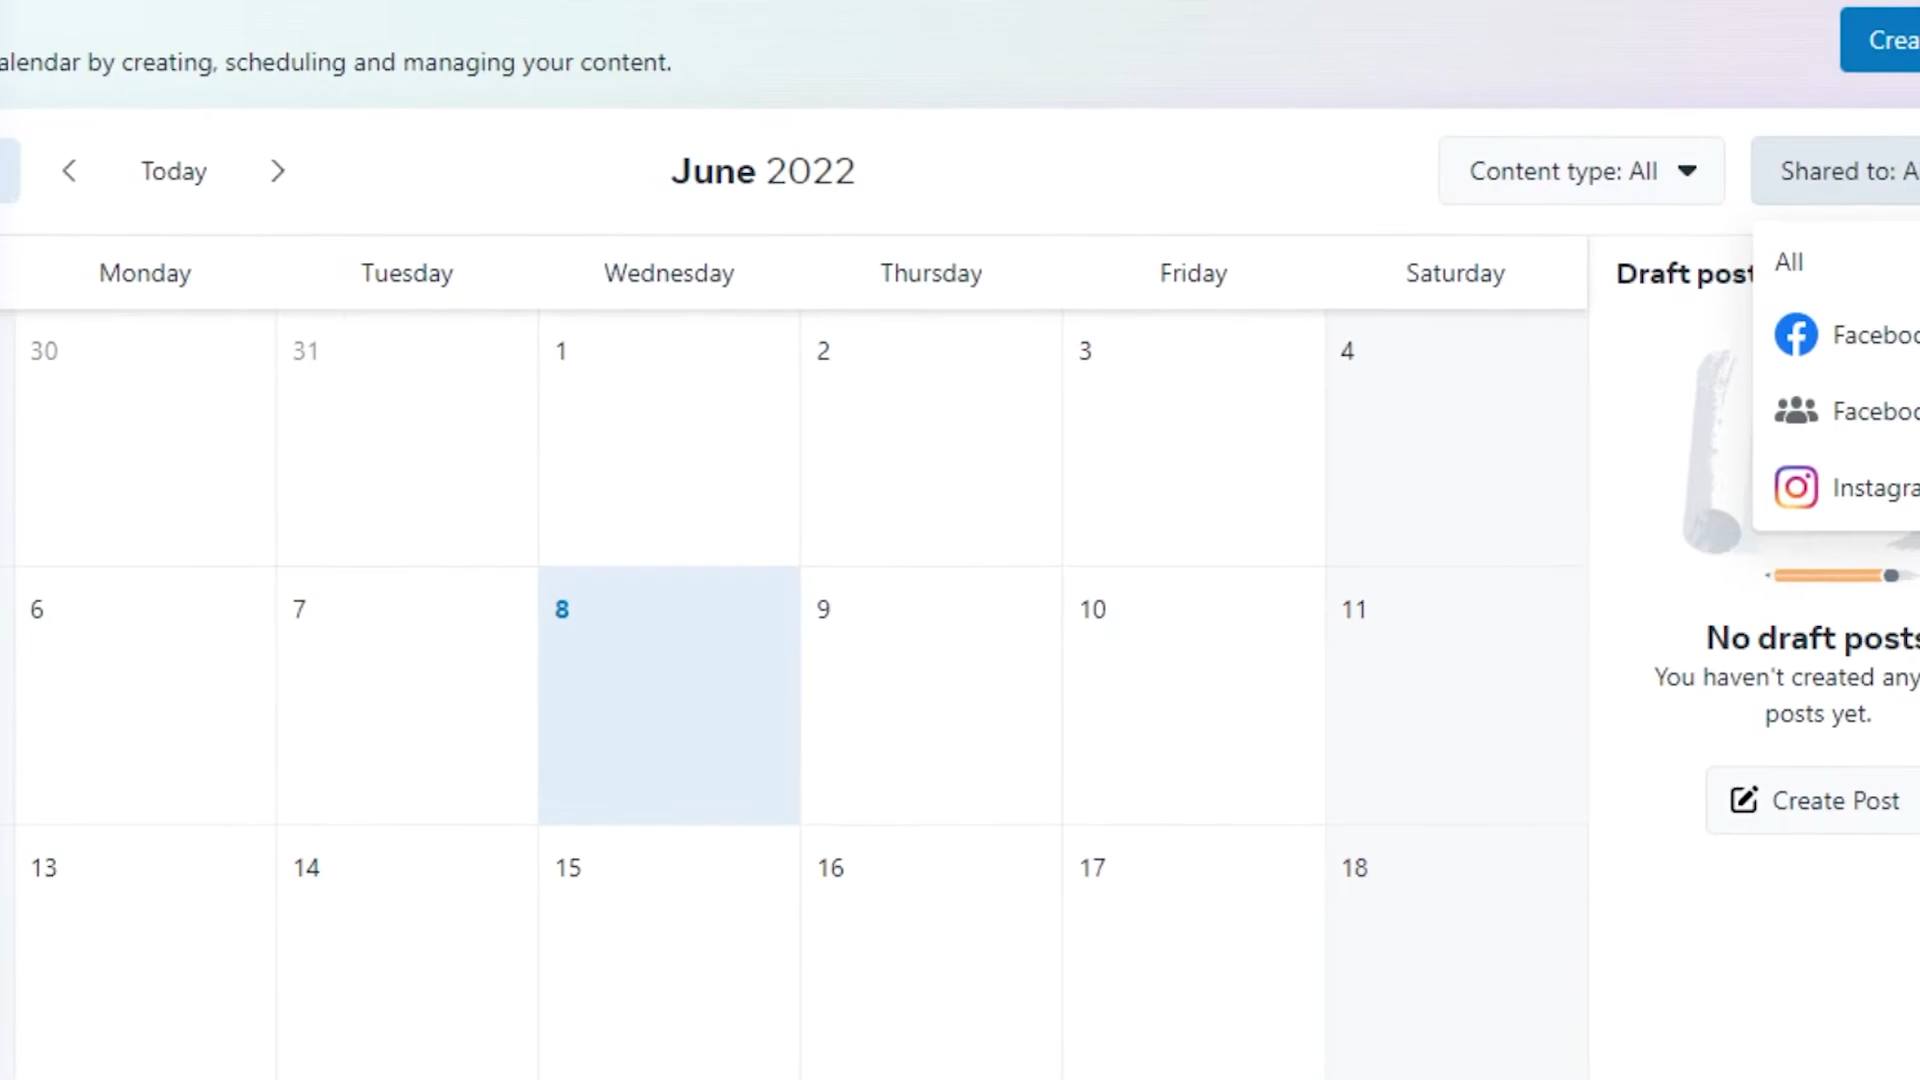 alendar by creating, scheduling and managing your content.
Crea
Today
June 2022
Content type: All
Shared to: A
Monday Tuesday Wednesday Thursday Friday Saturday
Draft post
All
30 31 1 2 3 4
Faceboo
Faceboo
Instagra
6 7 8 9 10 11
No draft posts
You haven't created any
posts yet.
Create Post
13 14 15 16 17 18